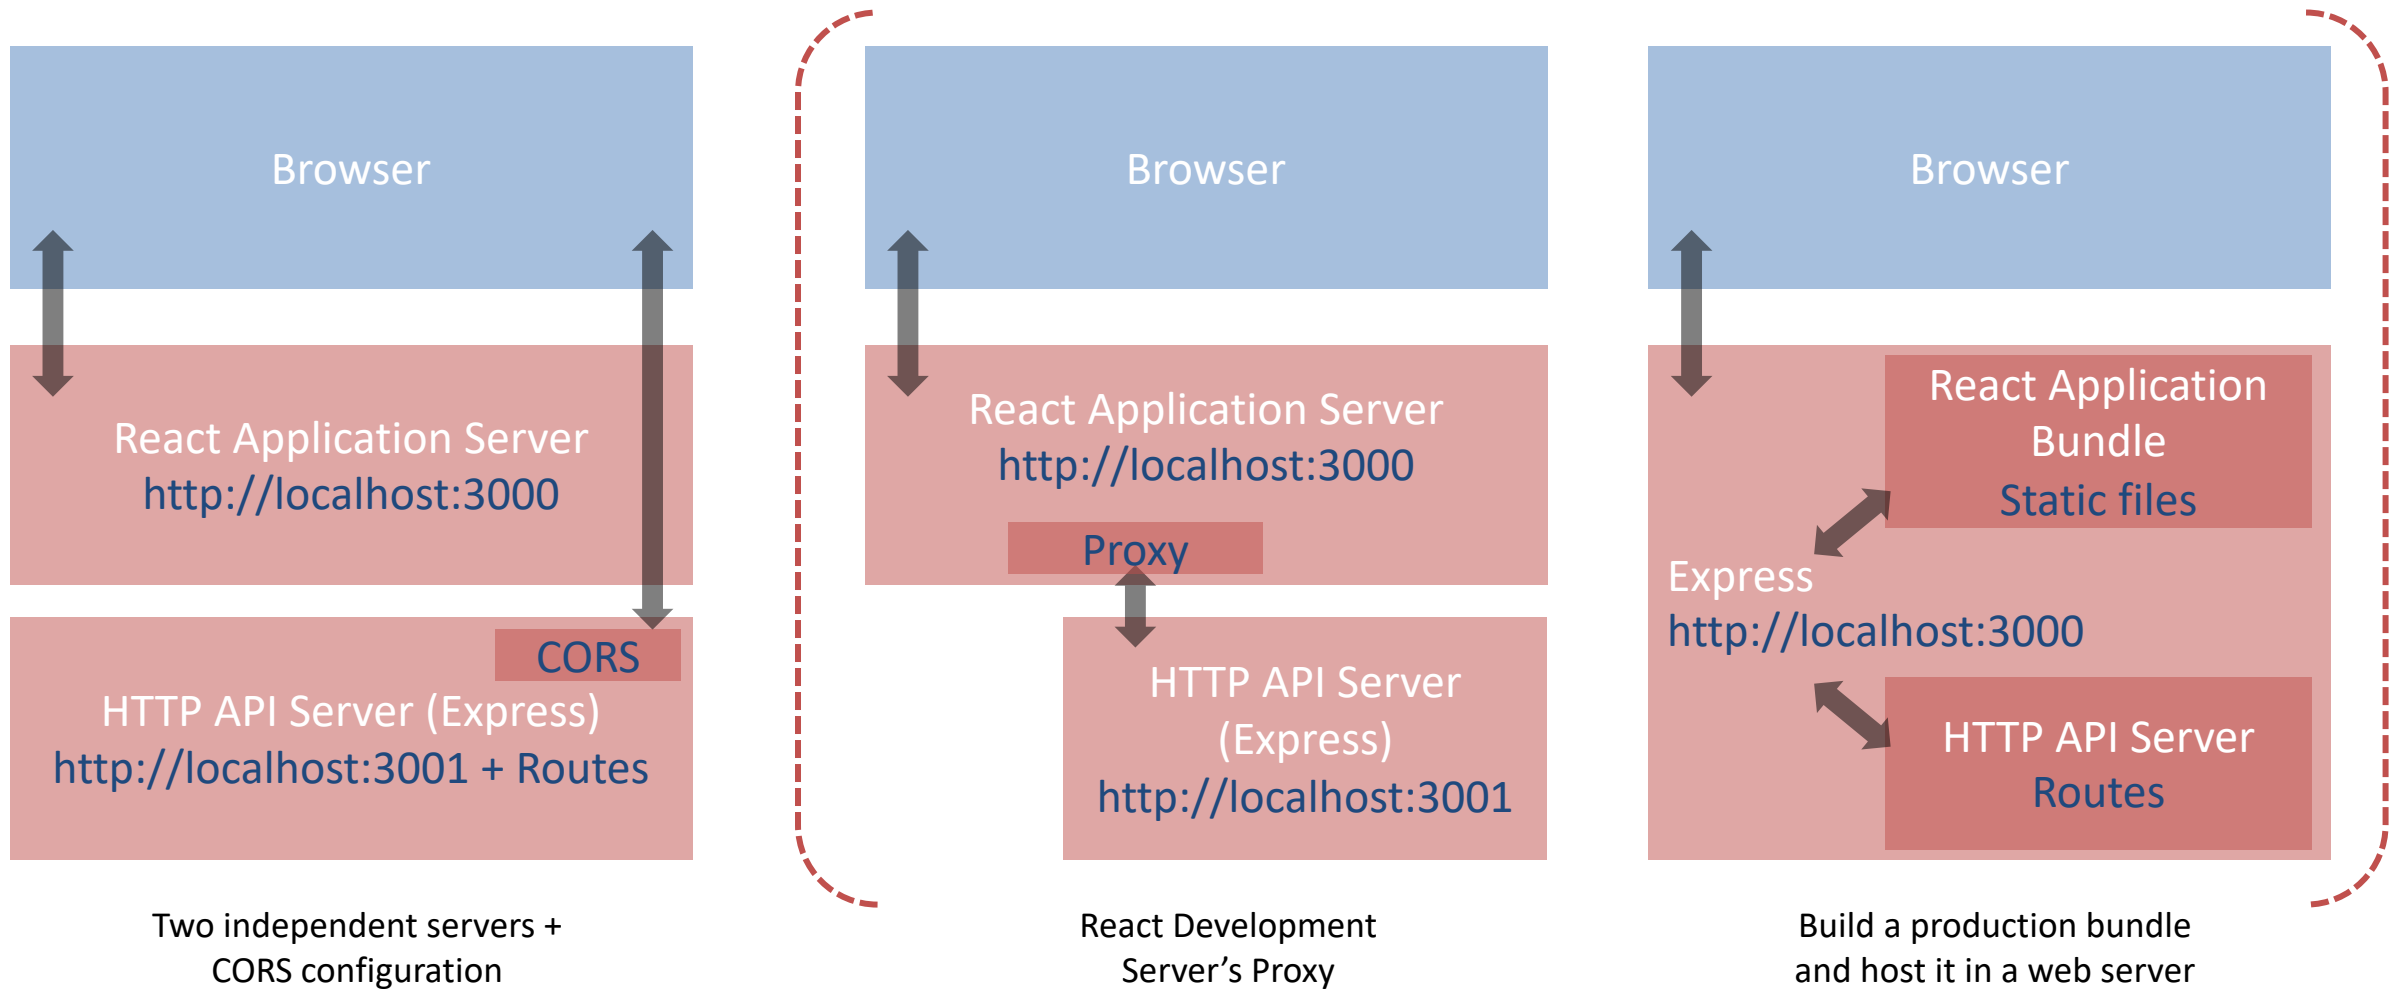 Browser
React Application Server
http://localhost:3000
CORS
HTTP API Server (Express)
http://localhost:3001 + Routes
Two independent servers +
CORS configuration
Browser
React Application Server
http://localhost:3000
Proxy
HTTP API Server
(Express)
http://localhost:3001
React Development
Server’s Proxy
Browser
React Application
Bundle
Static files
Express
http://localhost:3000
HTTP API Server
Routes
Build a production bundle
and host it in a web server